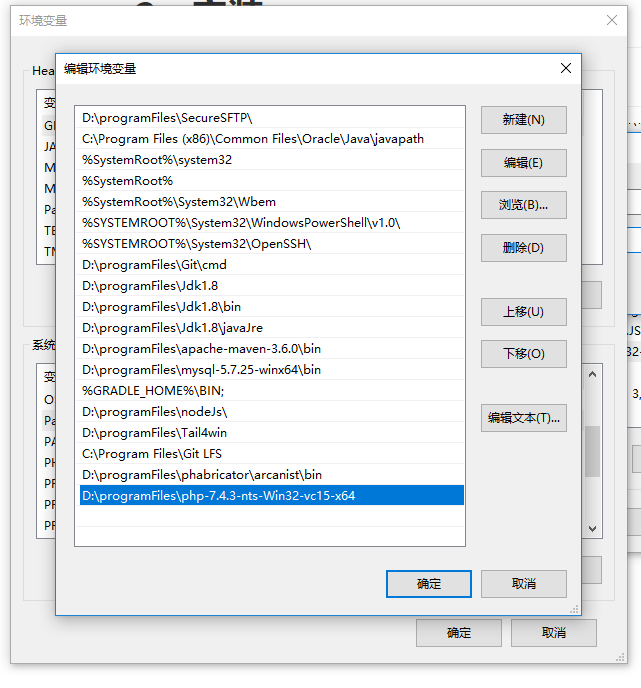 环境变量
编辑环境变量
D:\programFiles\SecureSFTP\
C:\Program Files (x86)\Common Files\Oracle\Java\javapath
%SystemRoot%\system32
%SystemRoot%
%SystemRoot%\System32\Wbem
%SYSTEMROOT%\System32\WindowsPowerShell\v1.0\
%SYSTEMROOT%\System32\OpenSSH\
D:\programFiles\Git\cmd
D:\programFiles\Jdk1.8
D:\programFiles\Jdk1.8\bin
D:\programFiles\Jdk1.8\javaJre
D:\programFiles\apache-maven-3.6.0\bin
D:\programFiles\mysql-5.7.25-winx64\bin
%GRADLE_HOME%\BIN;
D:\programFiles\nodeJs\
D:\programFiles\Tail4win
C:\Program Files\Git LFS
D:\programFiles\phabricator\arcanist\bin
D:\programFiles\php-7.4.3-nts-Win32-vc15-x64
新建(N)
编辑(E)
浏览(B)...
删除(D)
上移(U)
下移(O)
编辑文本(T)...
确定
取消
Hea
变
JA
M
M
Pa
TE
系统
变
Pa
PA
确定
取消